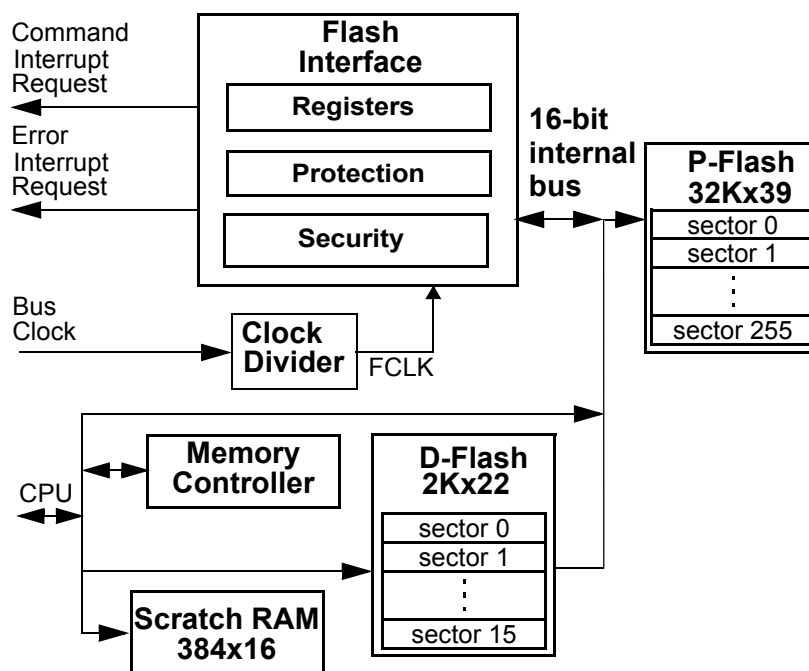 Command
Interrupt
Request
Error
Interrupt
Request
Flash
Interface
Registers
Protection
Security
16-bit
internal
bus
P-Flash
32Kx39
sector 0
sector 1
sector 255
Bus
Clock
Clock
Divider
FCLK
CPU
Memory
Controller
D-Flash
2Kx22
sector 0
sector 1
sector 15
Scratch RAM
384x16